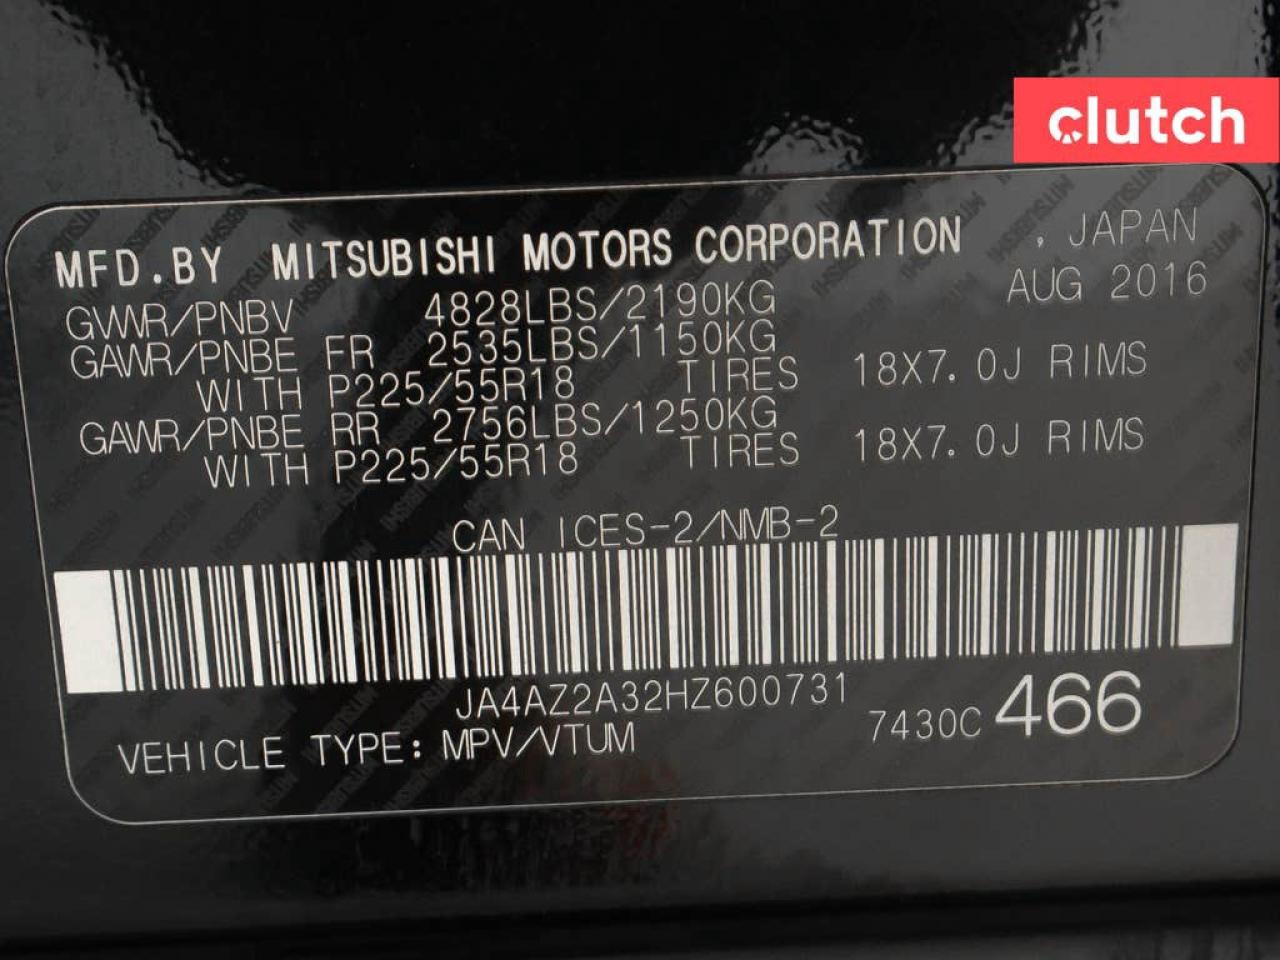 clutch
MFD.BY MITSUBISHI MOTORS CORPORATION , JAPAN
GVWR/PNBV 4828LBS/2190KG AUG 2016
GAWR/PNBE FR 2535LBS/1150KG
WITH P225/55R18 TIRES 18X7.0J RIMS
GAWR/PNBE RR 2756LBS/1250KG
WITH P225/55R18 TIRES 18X7.0J RIMS
CAN ICES-2/NMB-2
JA4AZ2A32HZ600731
VEHICLE TYPE: MPV/VTUM 7430C 466